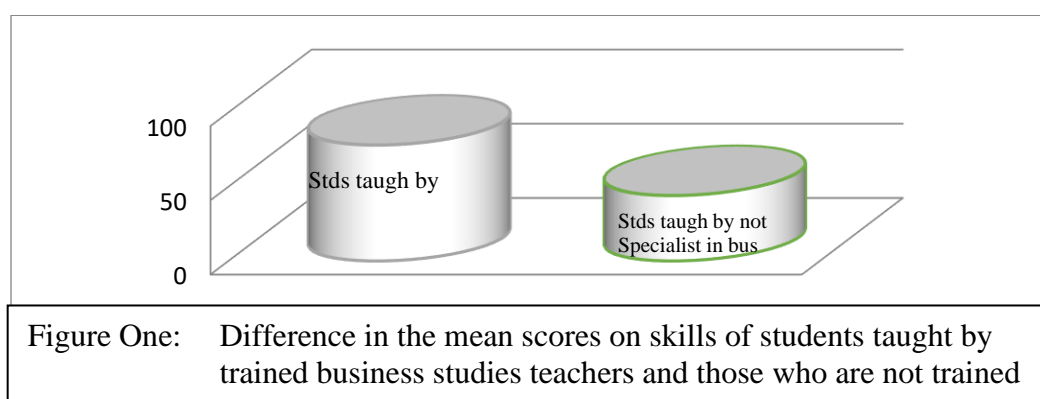 100
50
0
Stds taugh by
Stds taugh by not
Specialist in bus
Figure One: Difference in the mean scores on skills of students taught by
trained business studies teachers and those who are not trained